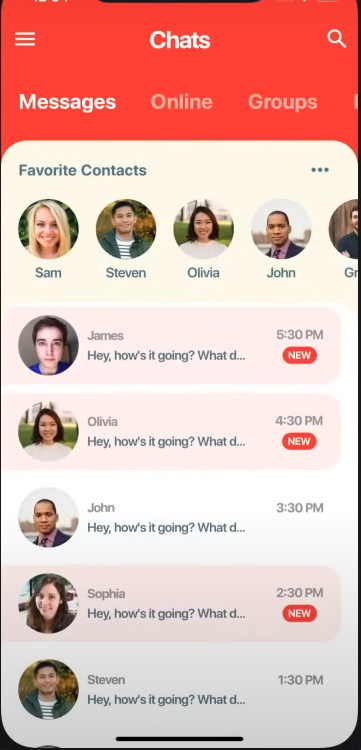 Chats
Messages Online Groups
Favorite Contacts
Sam Steven Olivia John
James 5:30 PM
Hey, how's it going? What d... NEW
Olivia 4:30 PM
Hey, how's it going? What d... NEW
John 3:30 PM
Hey, how's it going? What d...
Sophia 2:30 PM
Hey, how's it going? What d... NEW
Steven 1:30 PM
Hey, how's it going? What d...